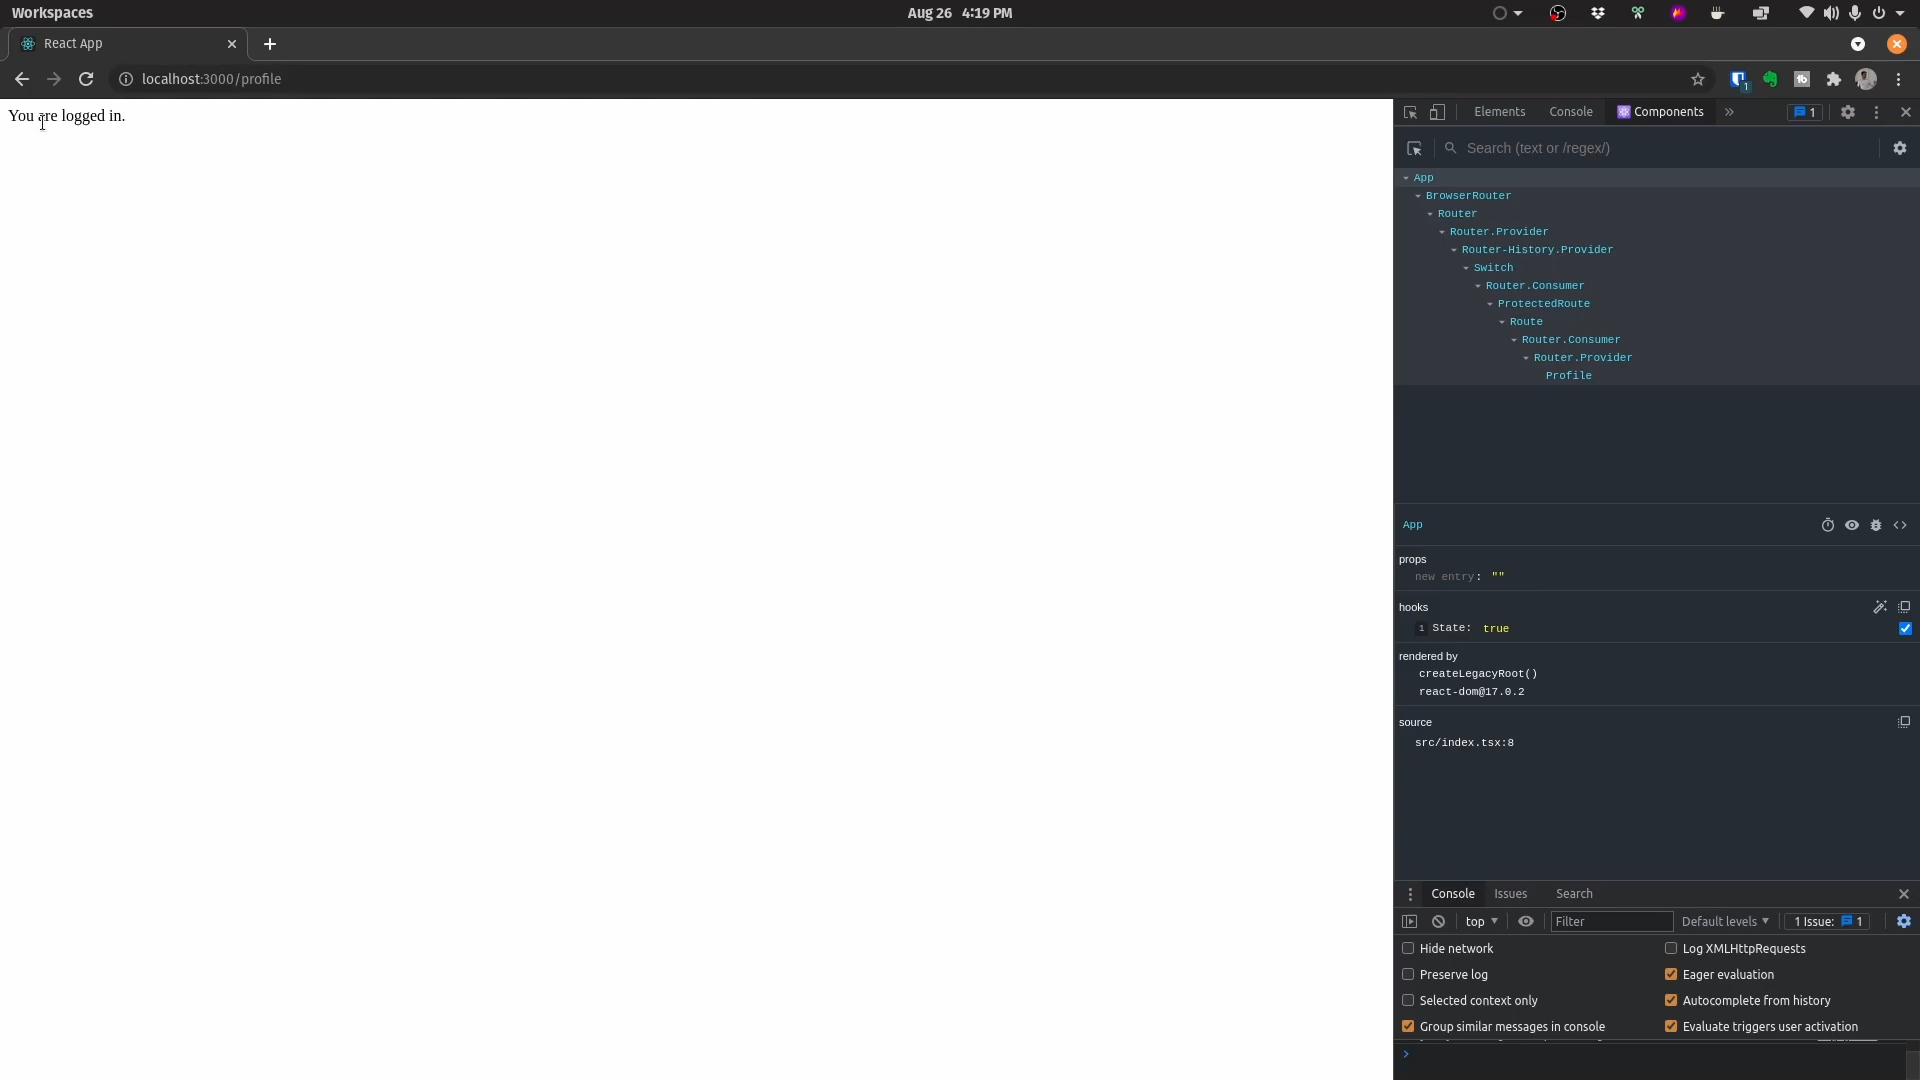 Workspaces
Aug 26 4:19 PM
React App
localhost:3000/profile
1
You are logged in.
Elements Console Components 1
Search (text or /regex/)
App
BrowserRouter
Router
Router.Provider
Router-History.Provider
Switch
Router.Consumer
ProtectedRoute
Route
Router.Consumer
Router.Provider
Profile
App
props
new entry: ""
hooks
1 State: true
rendered by
createLegacyRoot()
react-dom@17.0.2
source
src/index.tsx:8
Console Issues Search
top Filter Default levels 1 Issue: 1
Hide network Log XMLHttpRequests
Preserve log Eager evaluation
Selected context only Autocomplete from history
Group similar messages in console Evaluate triggers user activation
>